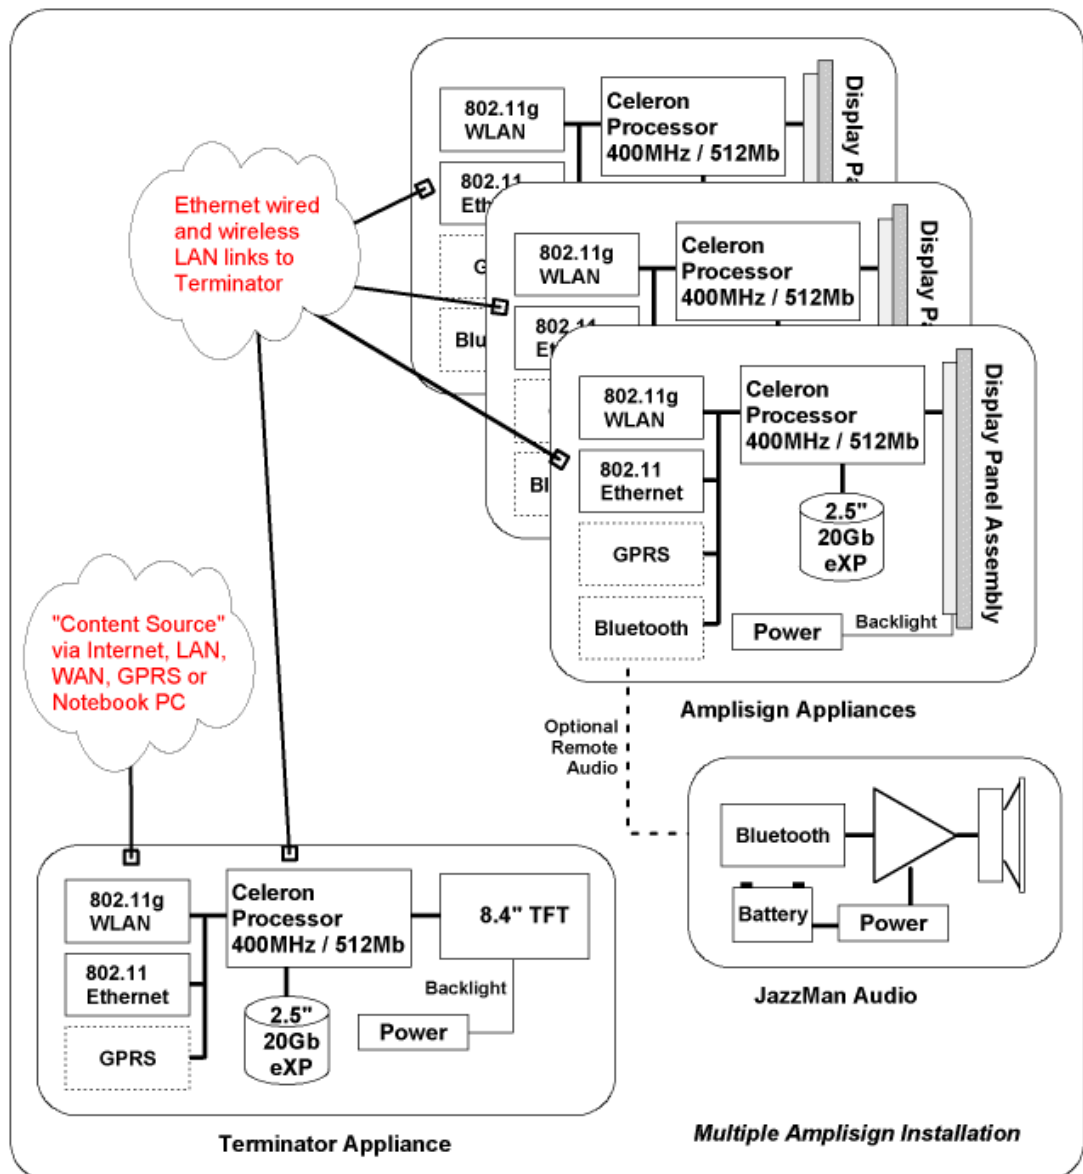 802.11g
WLAN
Celeron
Processor
400MHz / 512Mb
Display Pa
802.11
Ethernet wired
and wireless
LAN links to
Terminator
802.11g
WLAN
Celeron
Processor
400MHz / 512Mb
Display Pa
802.11g
WLAN
Celeron
Processor
400MHz / 512Mb
Display Panel Assembly
802.11
Ethernet
2.5"
20Gb
eXP
GPRS
Bluetooth
Power
Backlight
Amplisign Appliances
"Content Source"
via Internet, LAN,
WAN, GPRS or
Notebook PC
Optional
Remote
Audio
Bluetooth
Battery
Power
JazzMan Audio
802.11g
WLAN
Celeron
Processor
400MHz / 512Mb
8.4" TFT
802.11
Ethernet
2.5"
20Gb
eXP
Backlight
Power
GPRS
Terminator Appliance
Multiple Amplisign Installation